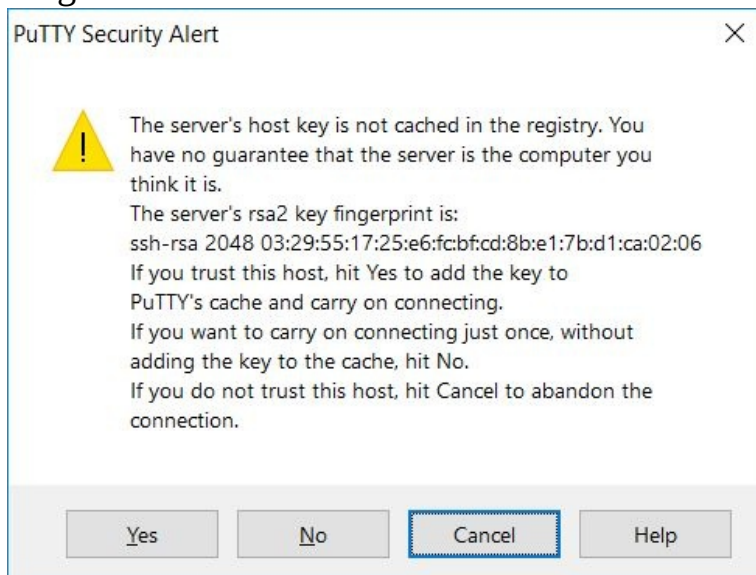 PuTTY Security Alert
The server's host key is not cached in the registry. You
have no guarantee that the server is the computer you
think it is.
The server's rsa2 key fingerprint is:
ssh-rsa 2048 03:29:55:17:25:e6:fc:bf:cd:8b:e1:7b:d1:ca:02:06
If you trust this host, hit Yes to add the key to
PuTTY's cache and carry on connecting.
If you want to carry on connecting just once, without
adding the key to the cache, hit No.
If you do not trust this host, hit Cancel to abandon the
connection.
Yes No Cancel Help